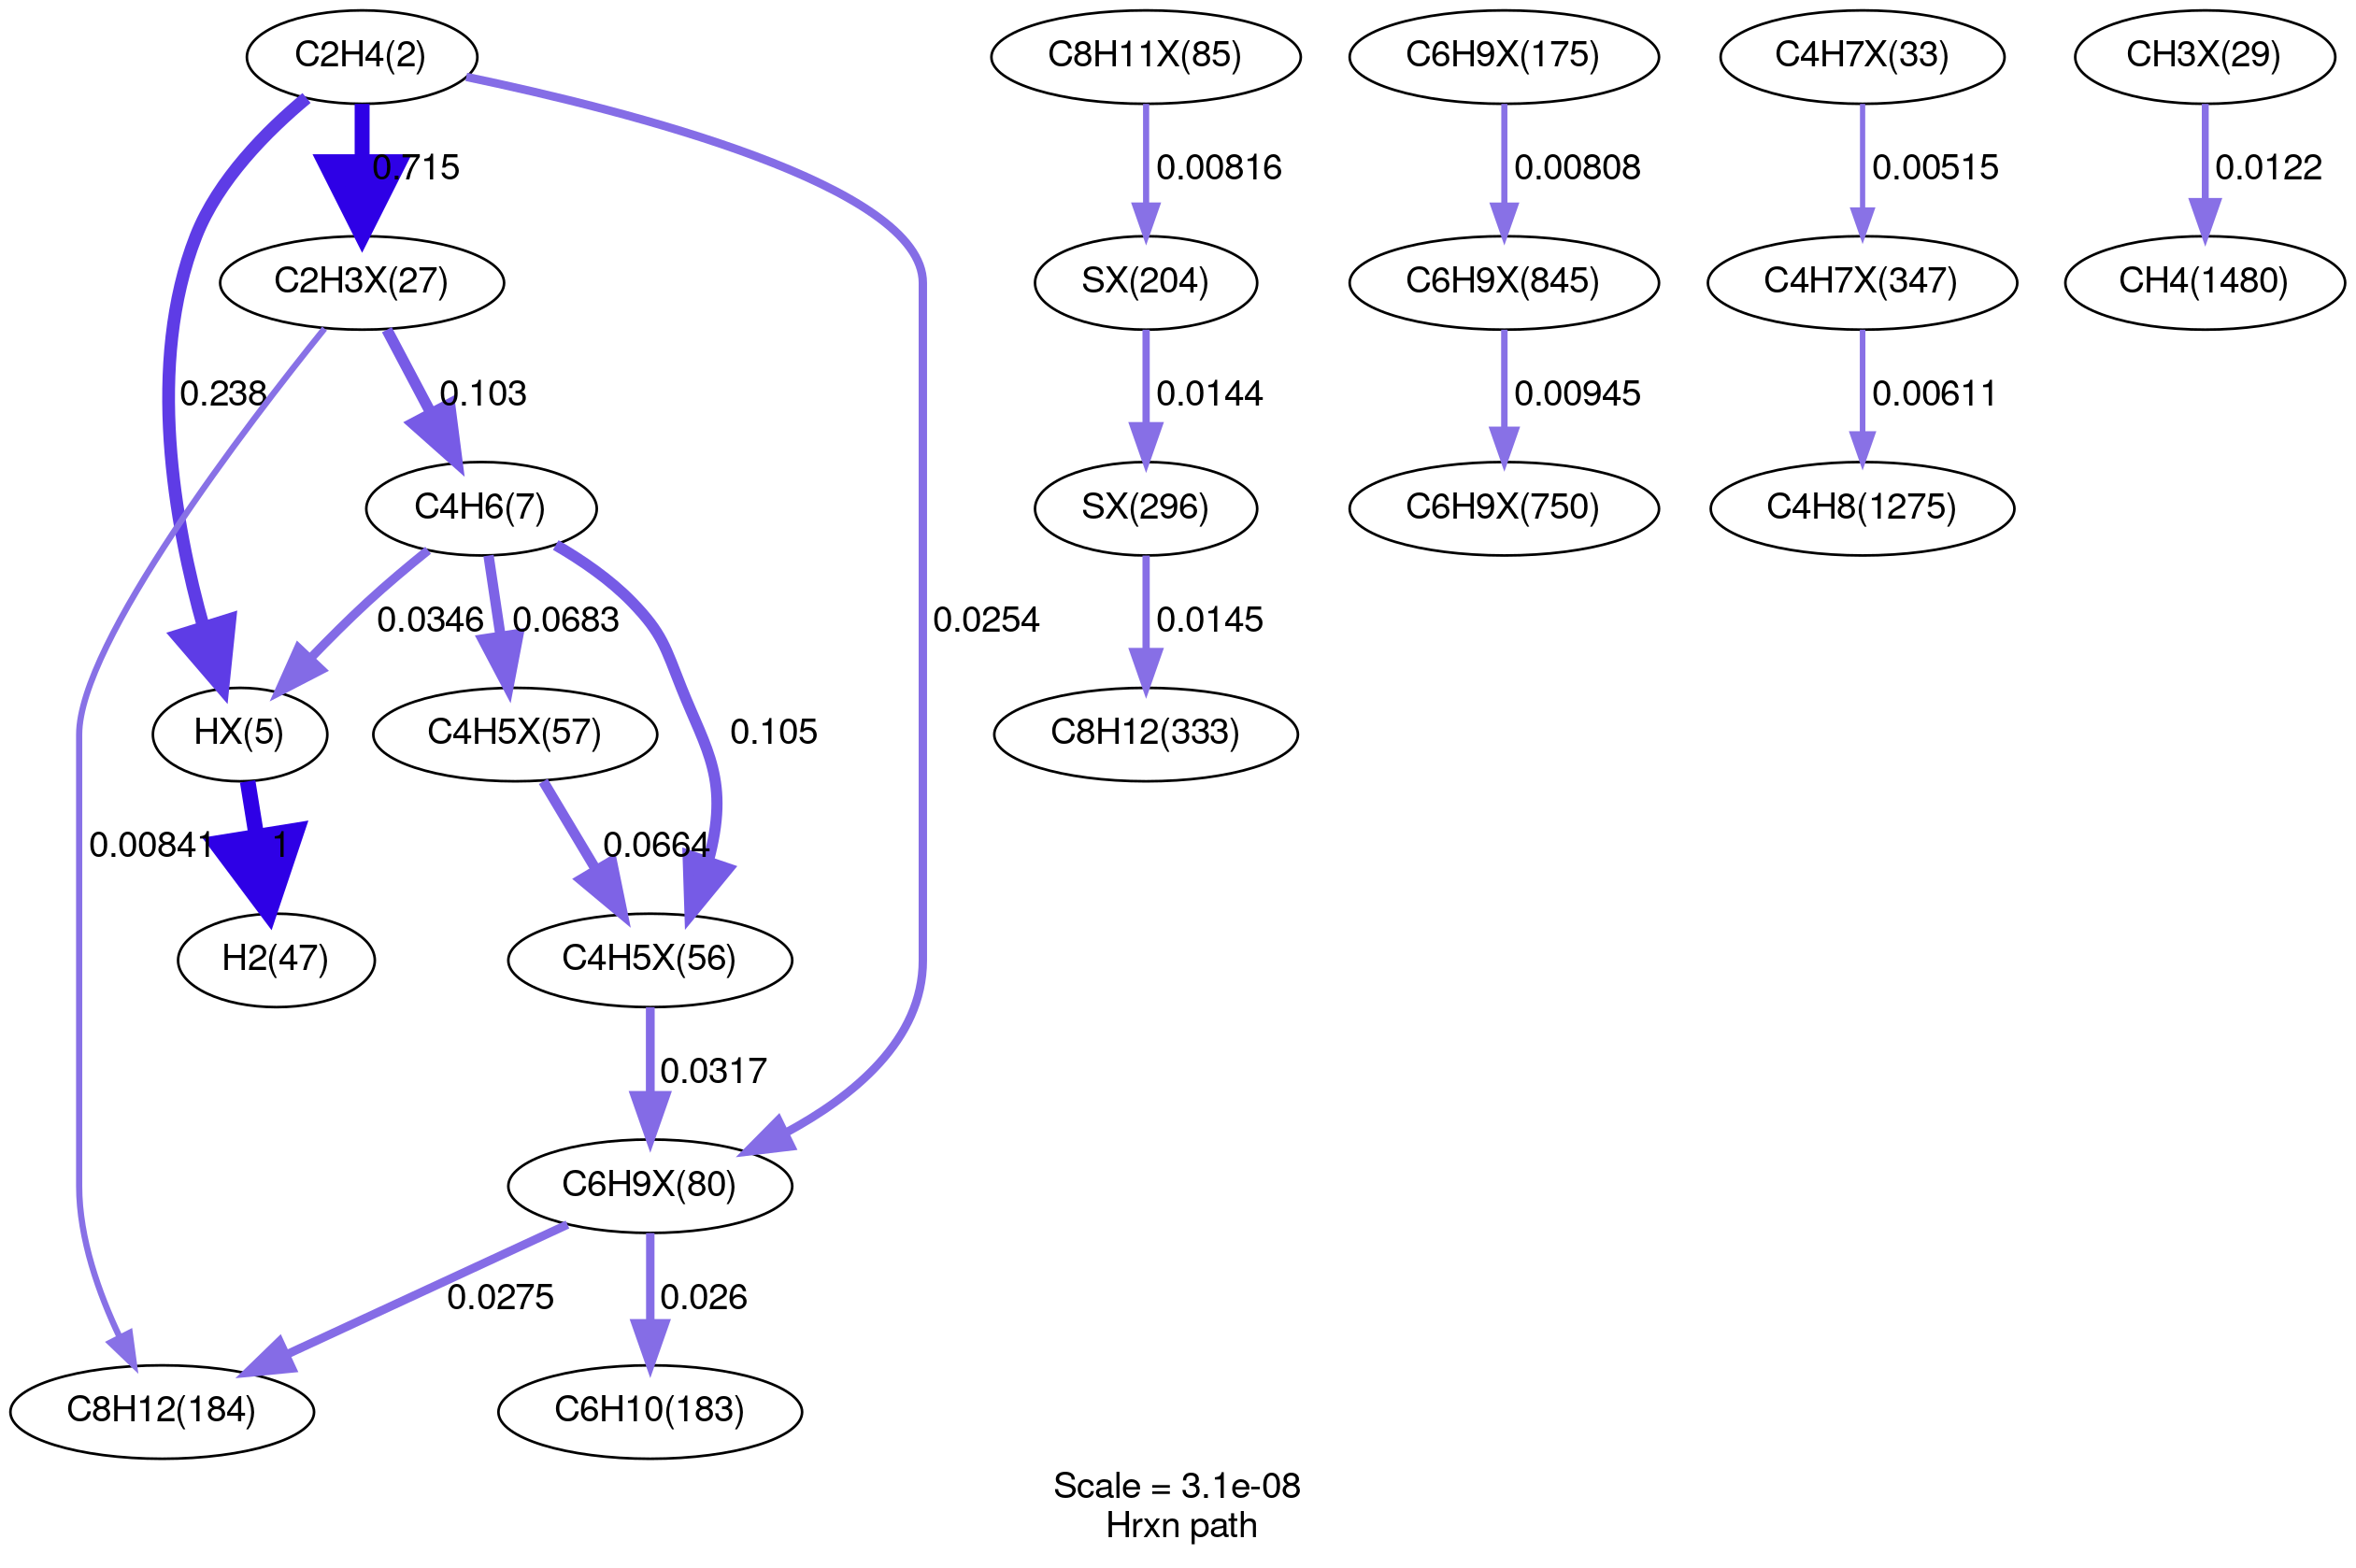 C2H4(2)
C8H11X(85)
C6H9X(175)
C4H7X(33)
CH3X(29)
0.715
0.00816
0.00808
0.00515
0.0122
C2H3X(27)
SX(204)
C6H9X(845)
C4H7X(347)
CH4(1480)
0.238
0.103
0.0144
0.00945
0.00611
C4H6(7)
SX(296)
C6H9X(750)
C4H8(1275)
0.0346
0.0683
0.0254
0.0145
HX(5)
C4H5X(57)
0.105
C8H12(333)
0.00841
1
0.0664
H2(47)
C4H5X(56)
0.0317
C6H9X(80)
0.0275
0.026
C8H12(184)
C6H10(183)
Scale = 3.1e-08
Hrxn path